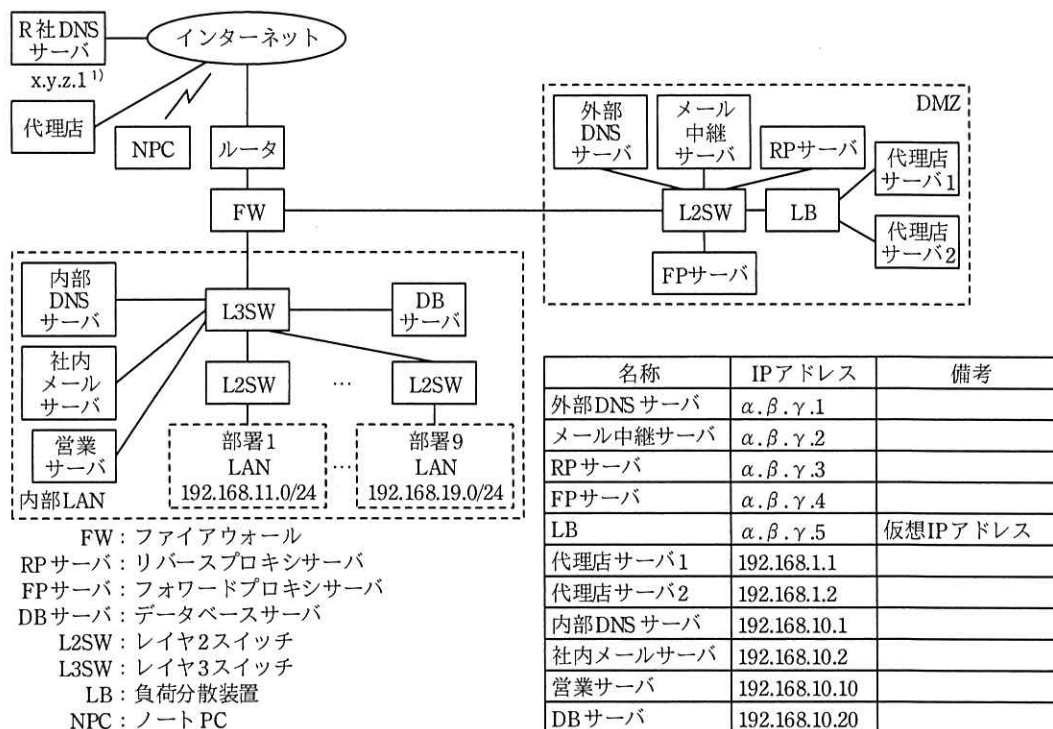 R社DNS
サーバ
x.y.z.1 1)
インターネット
代理店
NPC
ルータ
FW
DMZ
外部
DNS
サーバ
メール
中継
サーバ
RPサーバ
代理店
サーバ1
L2SW
LB
代理店
サーバ2
FPサーバ
内部
DNS
サーバ
L3SW
DB
サーバ
社内
メール
サーバ
L2SW
…
L2SW
営業
サーバ
部署1
LAN
192.168.11.0/24
…
部署9
LAN
192.168.19.0/24
内部LAN
FW:ファイアウォール
RPサーバ:リバースプロキシサーバ
FPサーバ:フォワードプロキシサーバ
DBサーバ:データベースサーバ
L2SW:レイヤ2スイッチ
L3SW:レイヤ3スイッチ
LB:負荷分散装置
NPC:ノートPC
名称 IPアドレス 備考
外部DNSサーバ α.β.γ.1
メール中継サーバ α.β.γ.2
RPサーバ α.β.γ.3
FPサーバ α.β.γ.4
LB α.β.γ.5 仮想IPアドレス
代理店サーバ1 192.168.1.1
代理店サーバ2 192.168.1.2
内部DNSサーバ 192.168.10.1
社内メールサーバ 192.168.10.2
営業サーバ 192.168.10.10
DBサーバ 192.168.10.20